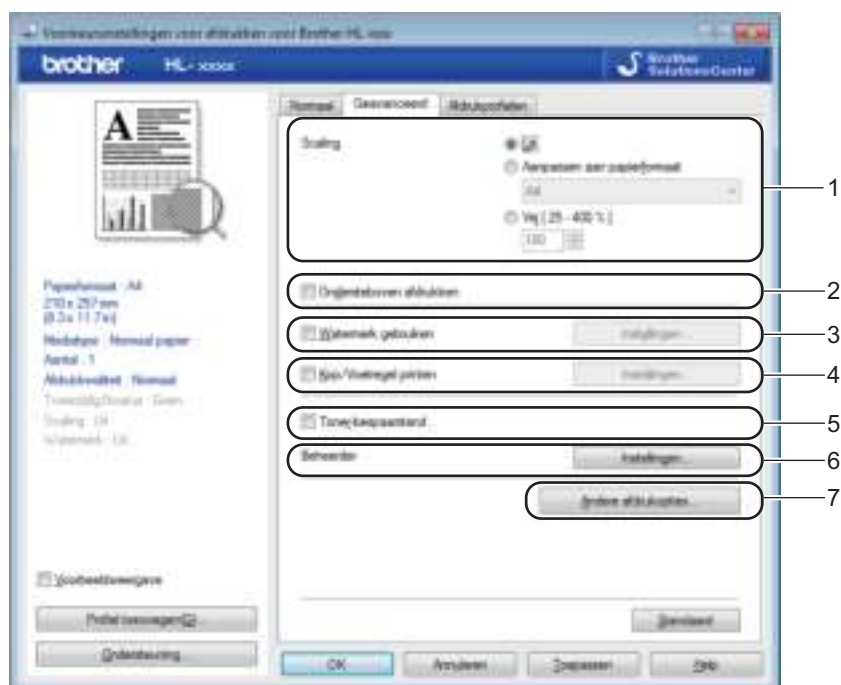 Voorkeursinstellingen voor afdrukken voor Brother HL-xxxx
brother HL-xxxx
Brother
SolutionsCenter
Normaal Geavanceerd Afdrukprofielen
A
Scaling
Uit
Aanpassen aan papierformaat
A4
Vrij [ 25 - 400 % ]
100
1
Ondersteboven afdrukken
2
Watermerk gebruiken Instellingen...
3
Kop-/Voetregel printen Instellingen...
4
Tonerbespaarstand
5
Beheerder Instellingen...
6
Andere afdrukopties...
7
Papierformaat : A4
210 x 297 mm
(8.3 x 11.7 in)
Mediatype : Normaal papier
Aantal : 1
Afdrukkwaliteit : Normaal
Tweezijdig/Brochure : Geen
Scaling : Uit
Watermerk : Uit
Voorbeeldweergave
Profiel toevoegen(Q)
Ondersteuning
Standaard
OK Annuleren Toepassen Help